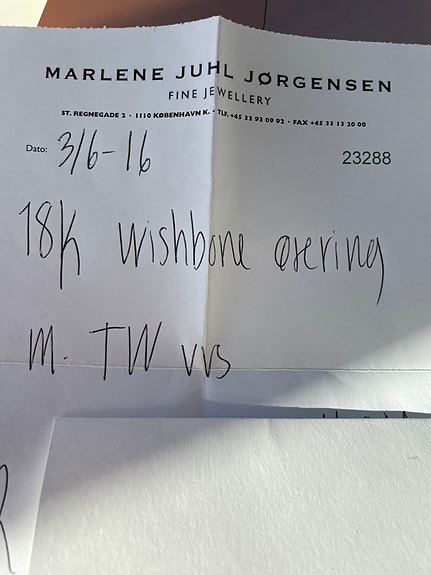 MARLENE JUHL JØRGENSEN
FINE JEWELLERY
ST. REGNEGADE 2 · 1110 KØBENHAVN K. · TLF. +45 33 93 09 92 · FAX +45 33 13 20 00
Dato: 3/6-16 23288
18K wishbone ørering
M. TW VVS